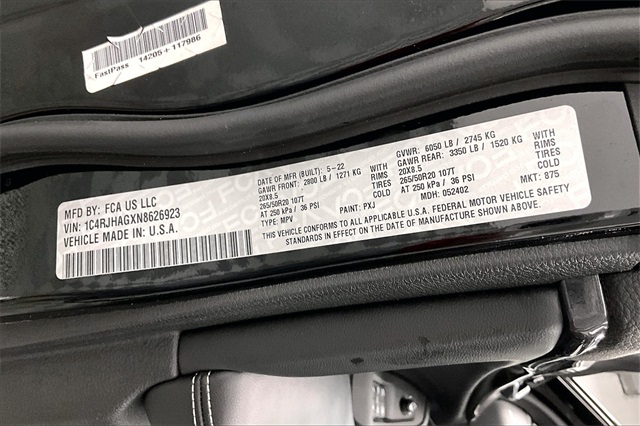 FastPass 14205 + 117986
MFD BY: FCA US LLC
VIN: 1C4RJHAGXN8626923
VEHICLE MADE IN: U.S.A.
DATE OF MFR (BUILT): 5-22
GVWR: 6050 LB / 2745 KG
GAWR FRONT: 2800 LB / 1271 KG WITH
GAWR REAR: 3350 LB / 1520 KG WITH
20X8.5 RIMS
20X8.5 RIMS
265/50R20 107T TIRES
265/50R20 107T TIRES
AT 250 kPa / 36 PSI COLD
AT 250 kPa / 36 PSI COLD
TYPE: MPV PAINT: PXJ MDH: 052402 MKT: 875
THIS VEHICLE CONFORMS TO ALL APPLICABLE U.S.A. FEDERAL MOTOR VEHICLE SAFETY
STANDARDS IN EFFECT ON THE DATE OF MANUFACTURE SHOWN ABOVE.